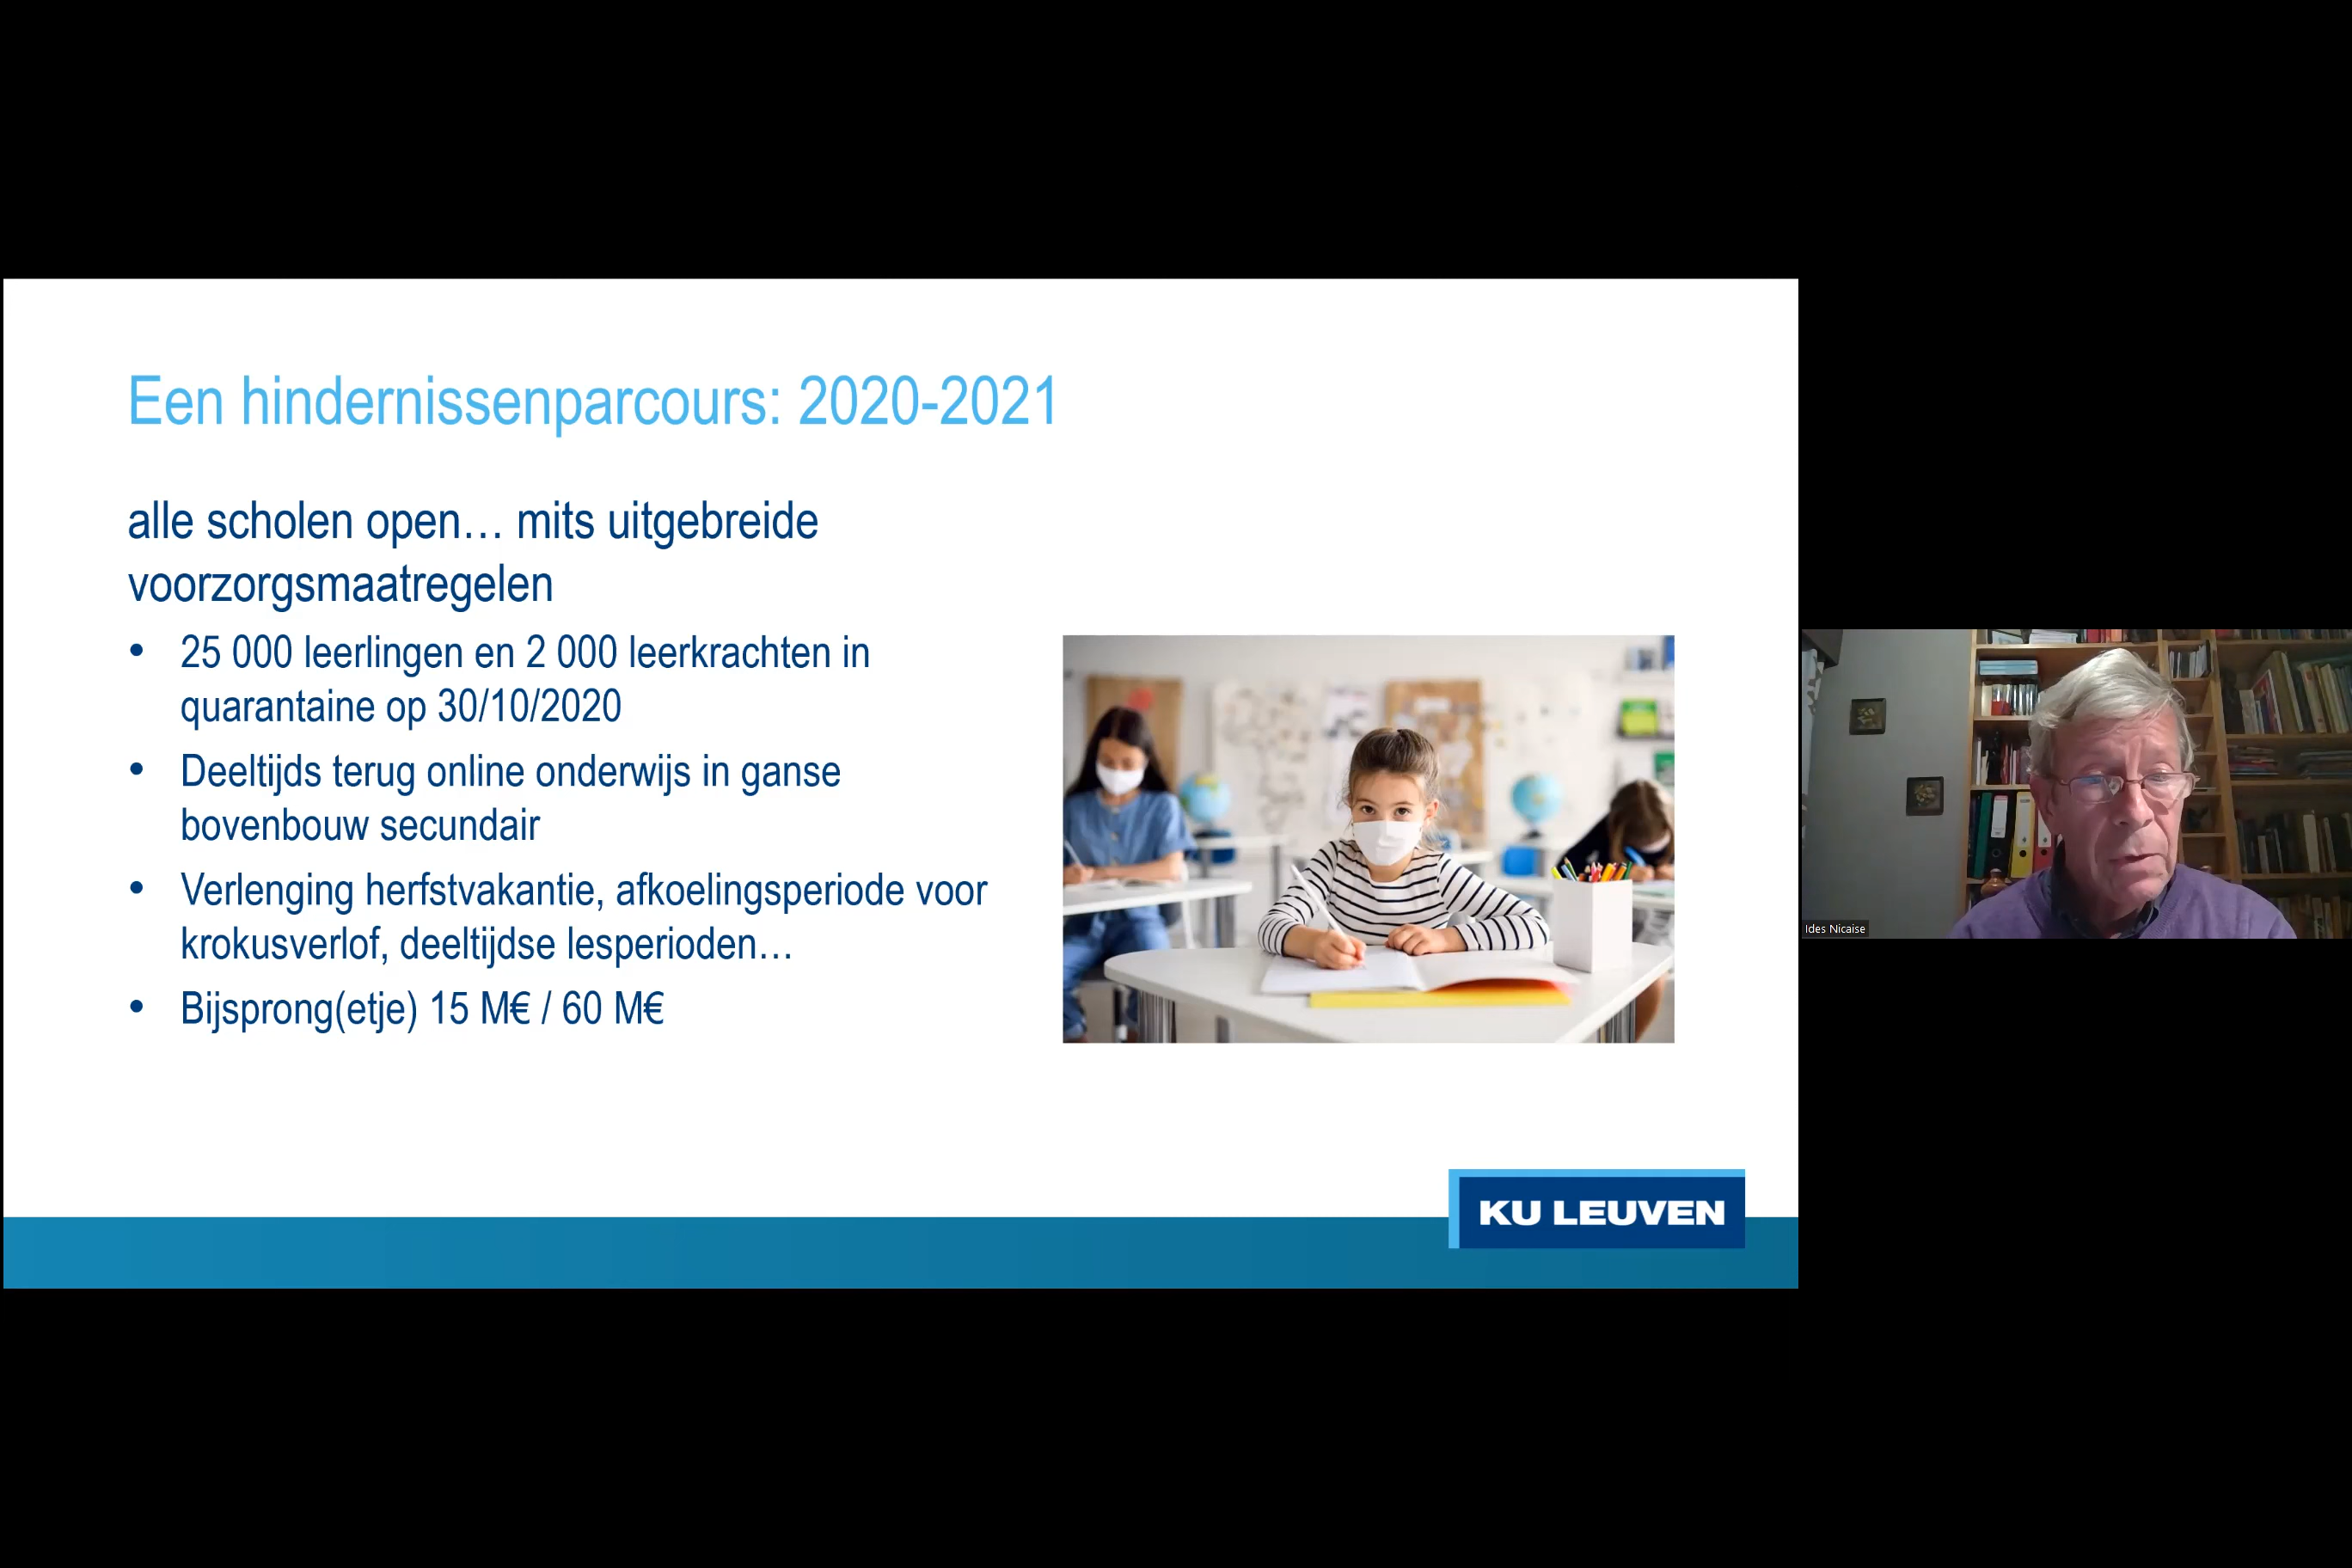 Een hindernissenparcours: 2020-2021
alle scholen open… mits uitgebreide
voorzorgsmaatregelen
• 25 000 leerlingen en 2 000 leerkrachten in
quarantaine op 30/10/2020
• Deeltijds terug online onderwijs in ganse
bovenbouw secundair
• Verlenging herfstvakantie, afkoelingsperiode voor
krokusverlof, deeltijdse lesperioden…
• Bijsprong(etje) 15 M€ / 60 M€
KU LEUVEN
Ides Nicaise